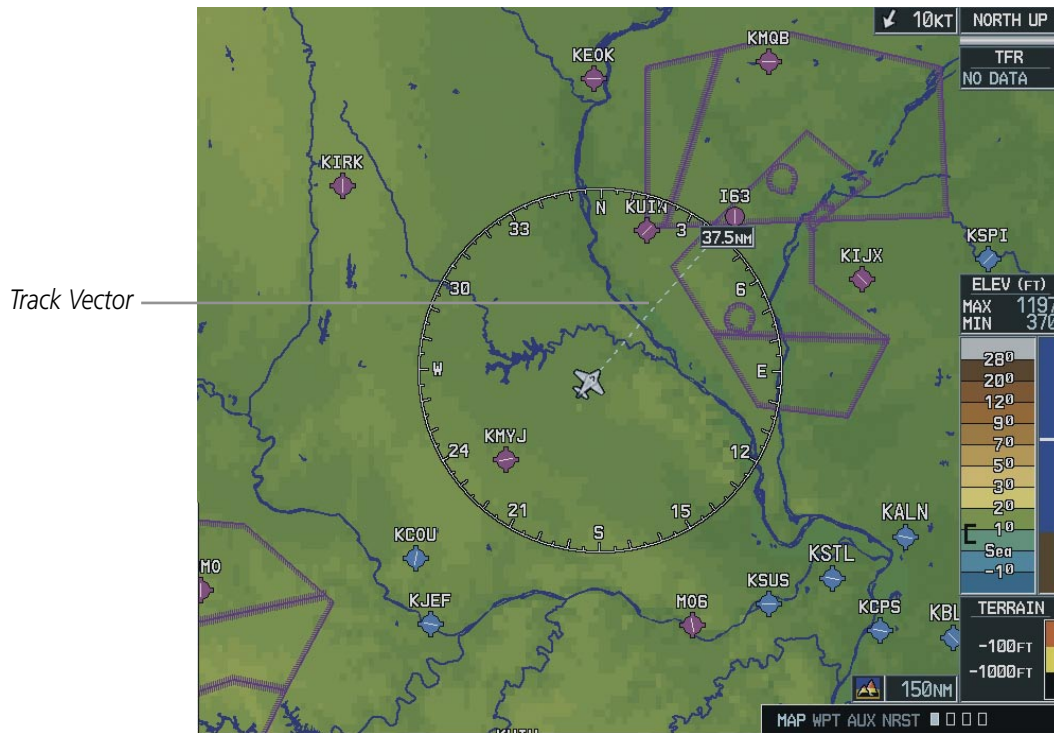 10KT
NORTH UP
KMQB
KEOK
TFR
NO DATA
KIRK
I63
N
KUIN
33
3
37.5NM
KSPI
KIJX
Track Vector
30
6
ELEV (FT)
MAX 1197
MIN 370
W
E
28⁰
20⁰
12⁰
9⁰
7⁰
5⁰
3⁰
2⁰
1⁰
Sea
-1⁰
KMYJ
24
12
21
15
S
KALN
KCOU
KSTL
MO
KSUS
KJEF
M06
KCPS
KBL
TERRAIN
-100FT
-1000FT
150NM
MAP WPT AUX NRST